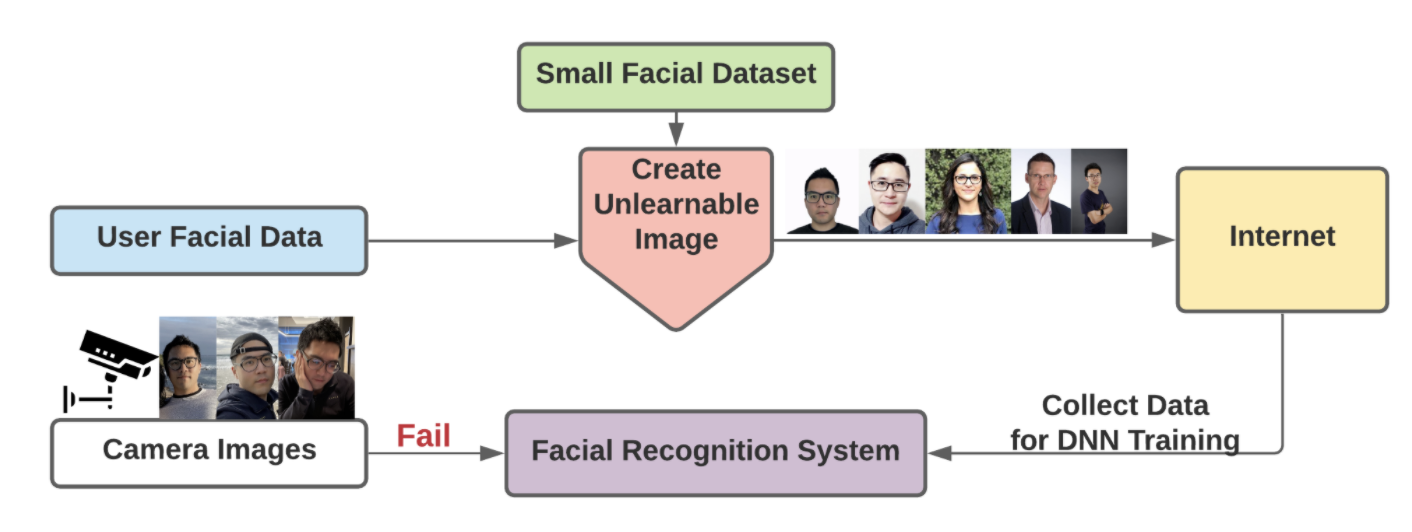 Small Facial Dataset
Create
Unlearnable
Image
User Facial Data
Internet
Collect Data
for DNN Training
Camera Images
Fail
Facial Recognition System